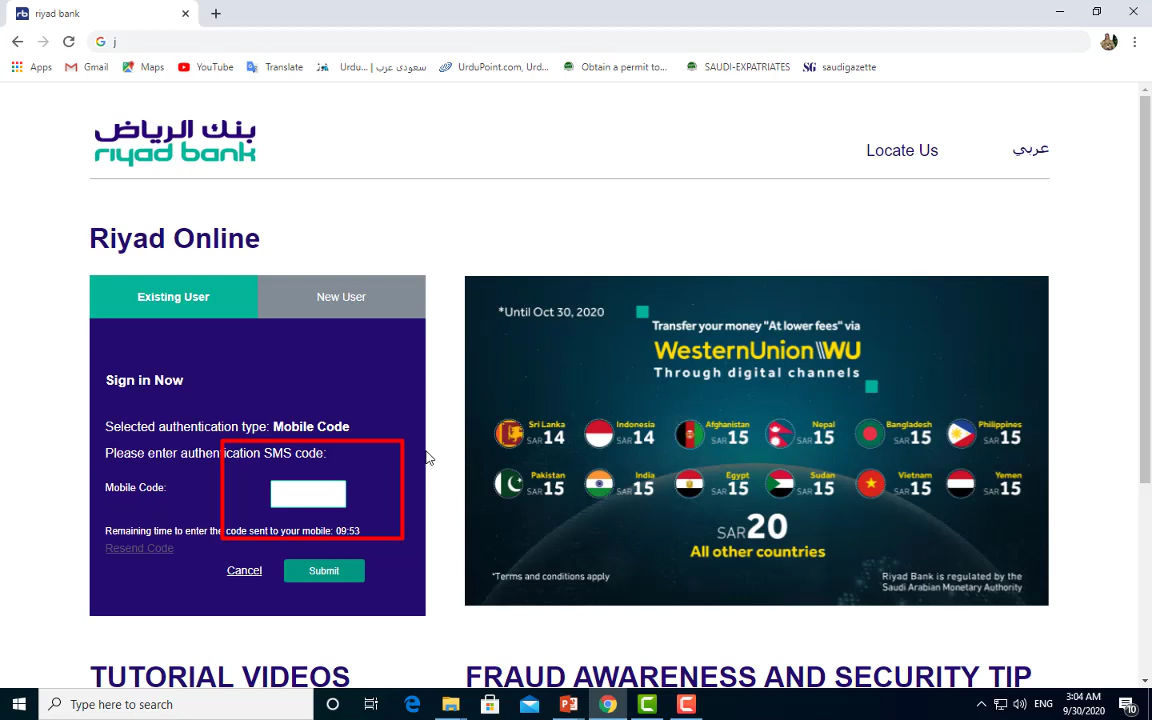 riyad bank
j
Apps
Gmail
Maps
YouTube
Translate
Urdu... | سعودی عرب
UrduPoint.com, Urd...
Obtain a permit to...
SAUDI-EXPATRIATES
SG saudigazette
بنك الرياض
riyad bank
Locate Us
عربي
Riyad Online
Existing User
New User
Sign in Now
Selected authentication type: Mobile Code
Please enter authentication SMS code:
Mobile Code:
Remaining time to enter the code sent to your mobile: 09:53
Resend Code
Cancel
Submit
*Until Oct 30, 2020
Transfer your money "At lower fees" via
WesternUnion WU
Through digital channels
Sri Lanka
SAR 14
Indonesia
SAR 14
Afghanistan
SAR 15
Nepal
SAR 15
Bangladesh
SAR 15
Philippines
SAR 15
Pakistan
SAR 15
India
SAR 15
Egypt
SAR 15
Sudan
SAR 15
Vietnam
SAR 15
Yemen
SAR 15
SAR 20
All other countries
*Terms and conditions apply
Riyad Bank is regulated by the
Saudi Arabian Monetary Authority
TUTORIAL VIDEOS
FRAUD AWARENESS AND SECURITY TIP
Type here to search
ENG
3:04 AM
9/30/2020
10